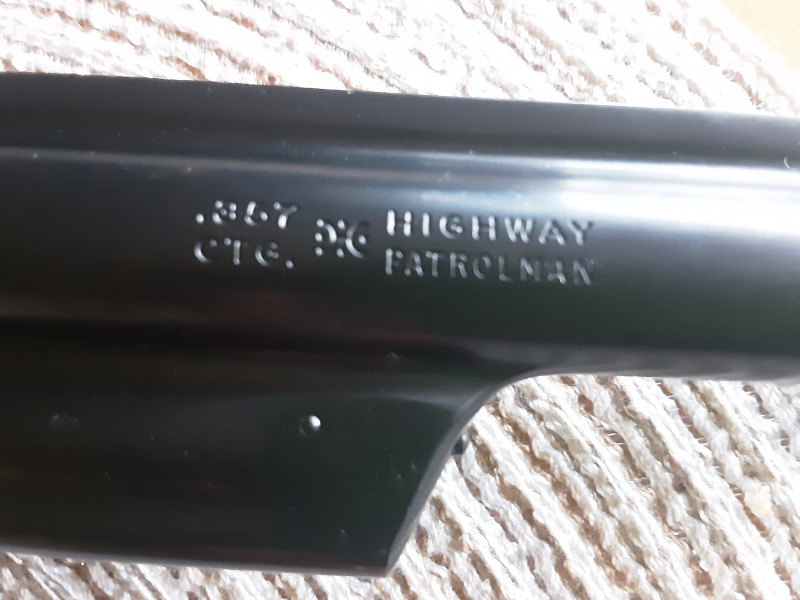 .357 HIGHWAY
CTG. PATROLMAN